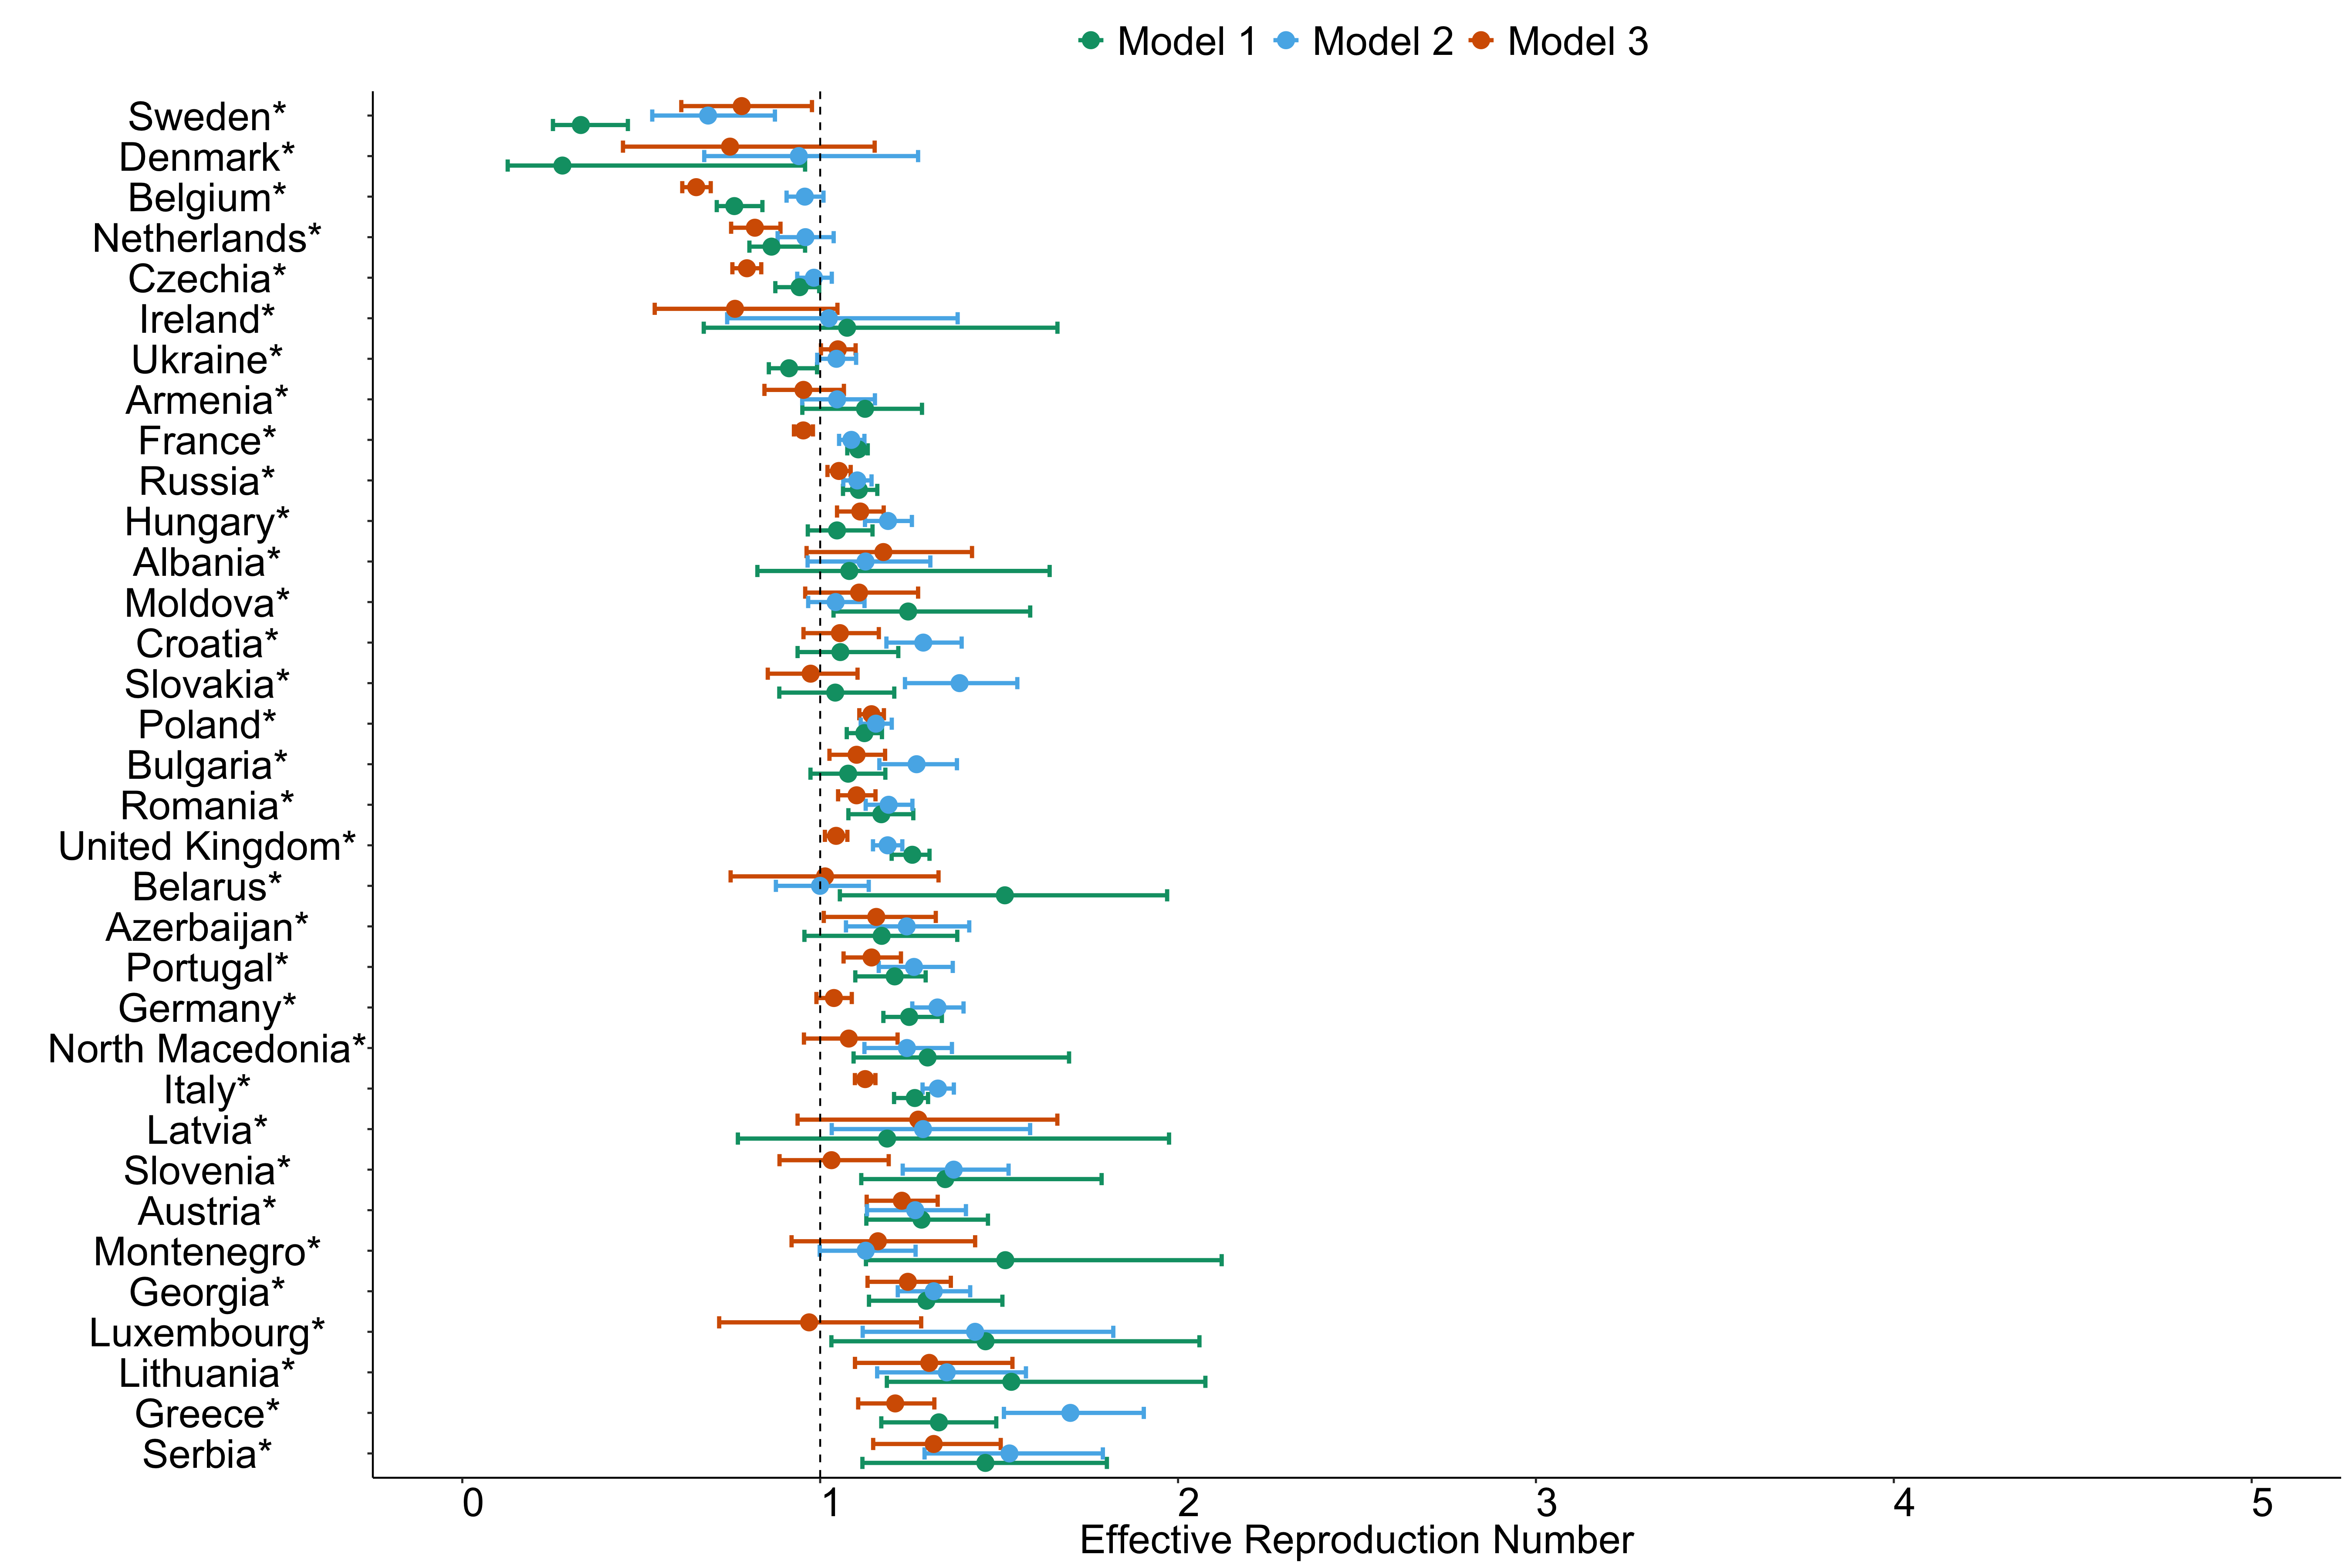 Model 1 Model 2 Model 3
Sweden*
Denmark*
Belgium*
Netherlands*
Czechia*
Ireland*
Ukraine*
Armenia*
France*
Russia*
Hungary*
Albania*
Moldova*
Croatia*
Slovakia*
Poland*
Bulgaria*
Romania*
United Kingdom*
Belarus*
Azerbaijan*
Portugal*
Germany*
North Macedonia*
Italy*
Latvia*
Slovenia*
Austria*
Montenegro*
Georgia*
Luxembourg*
Lithuania*
Greece*
Serbia*
0 1 2 3 4 5
Effective Reproduction Number